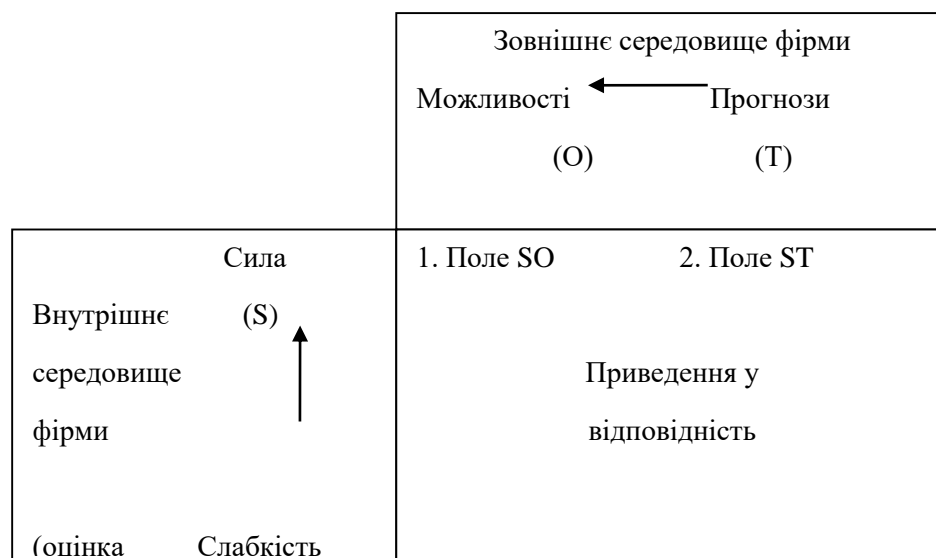 Зовнішнє середовище фірми
Можливості Прогнози
(О) (Т)
Сила
Внутрішнє (S)
середовище
фірми
(оцінка Слабкість
1. Поле SO 2. Поле ST
Приведення у
відповідність